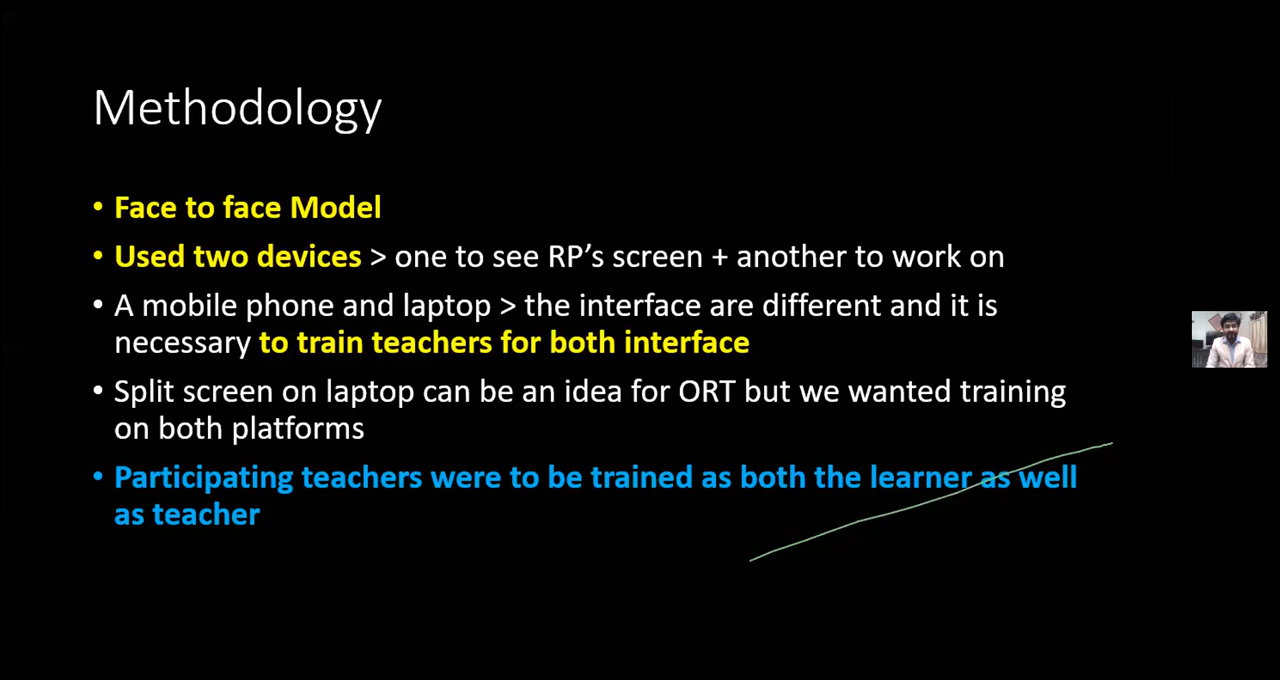 Methodology
• Face to face Model
• Used two devices > one to see RP’s screen + another to work on
• A mobile phone and laptop > the interface are different and it is
necessary to train teachers for both interface
• Split screen on laptop can be an idea for ORT but we wanted training
on both platforms
• Participating teachers were to be trained as both the learner as well
as teacher